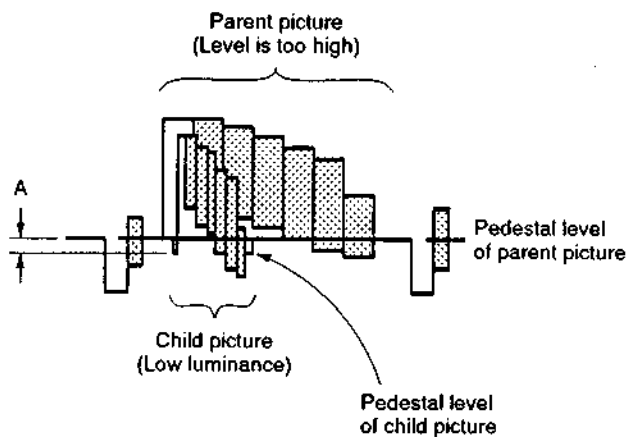 Parent picture
(Level is too high)
A
Pedestal level
of parent picture
Child picture
(Low luminance)
Pedestal level
of child picture